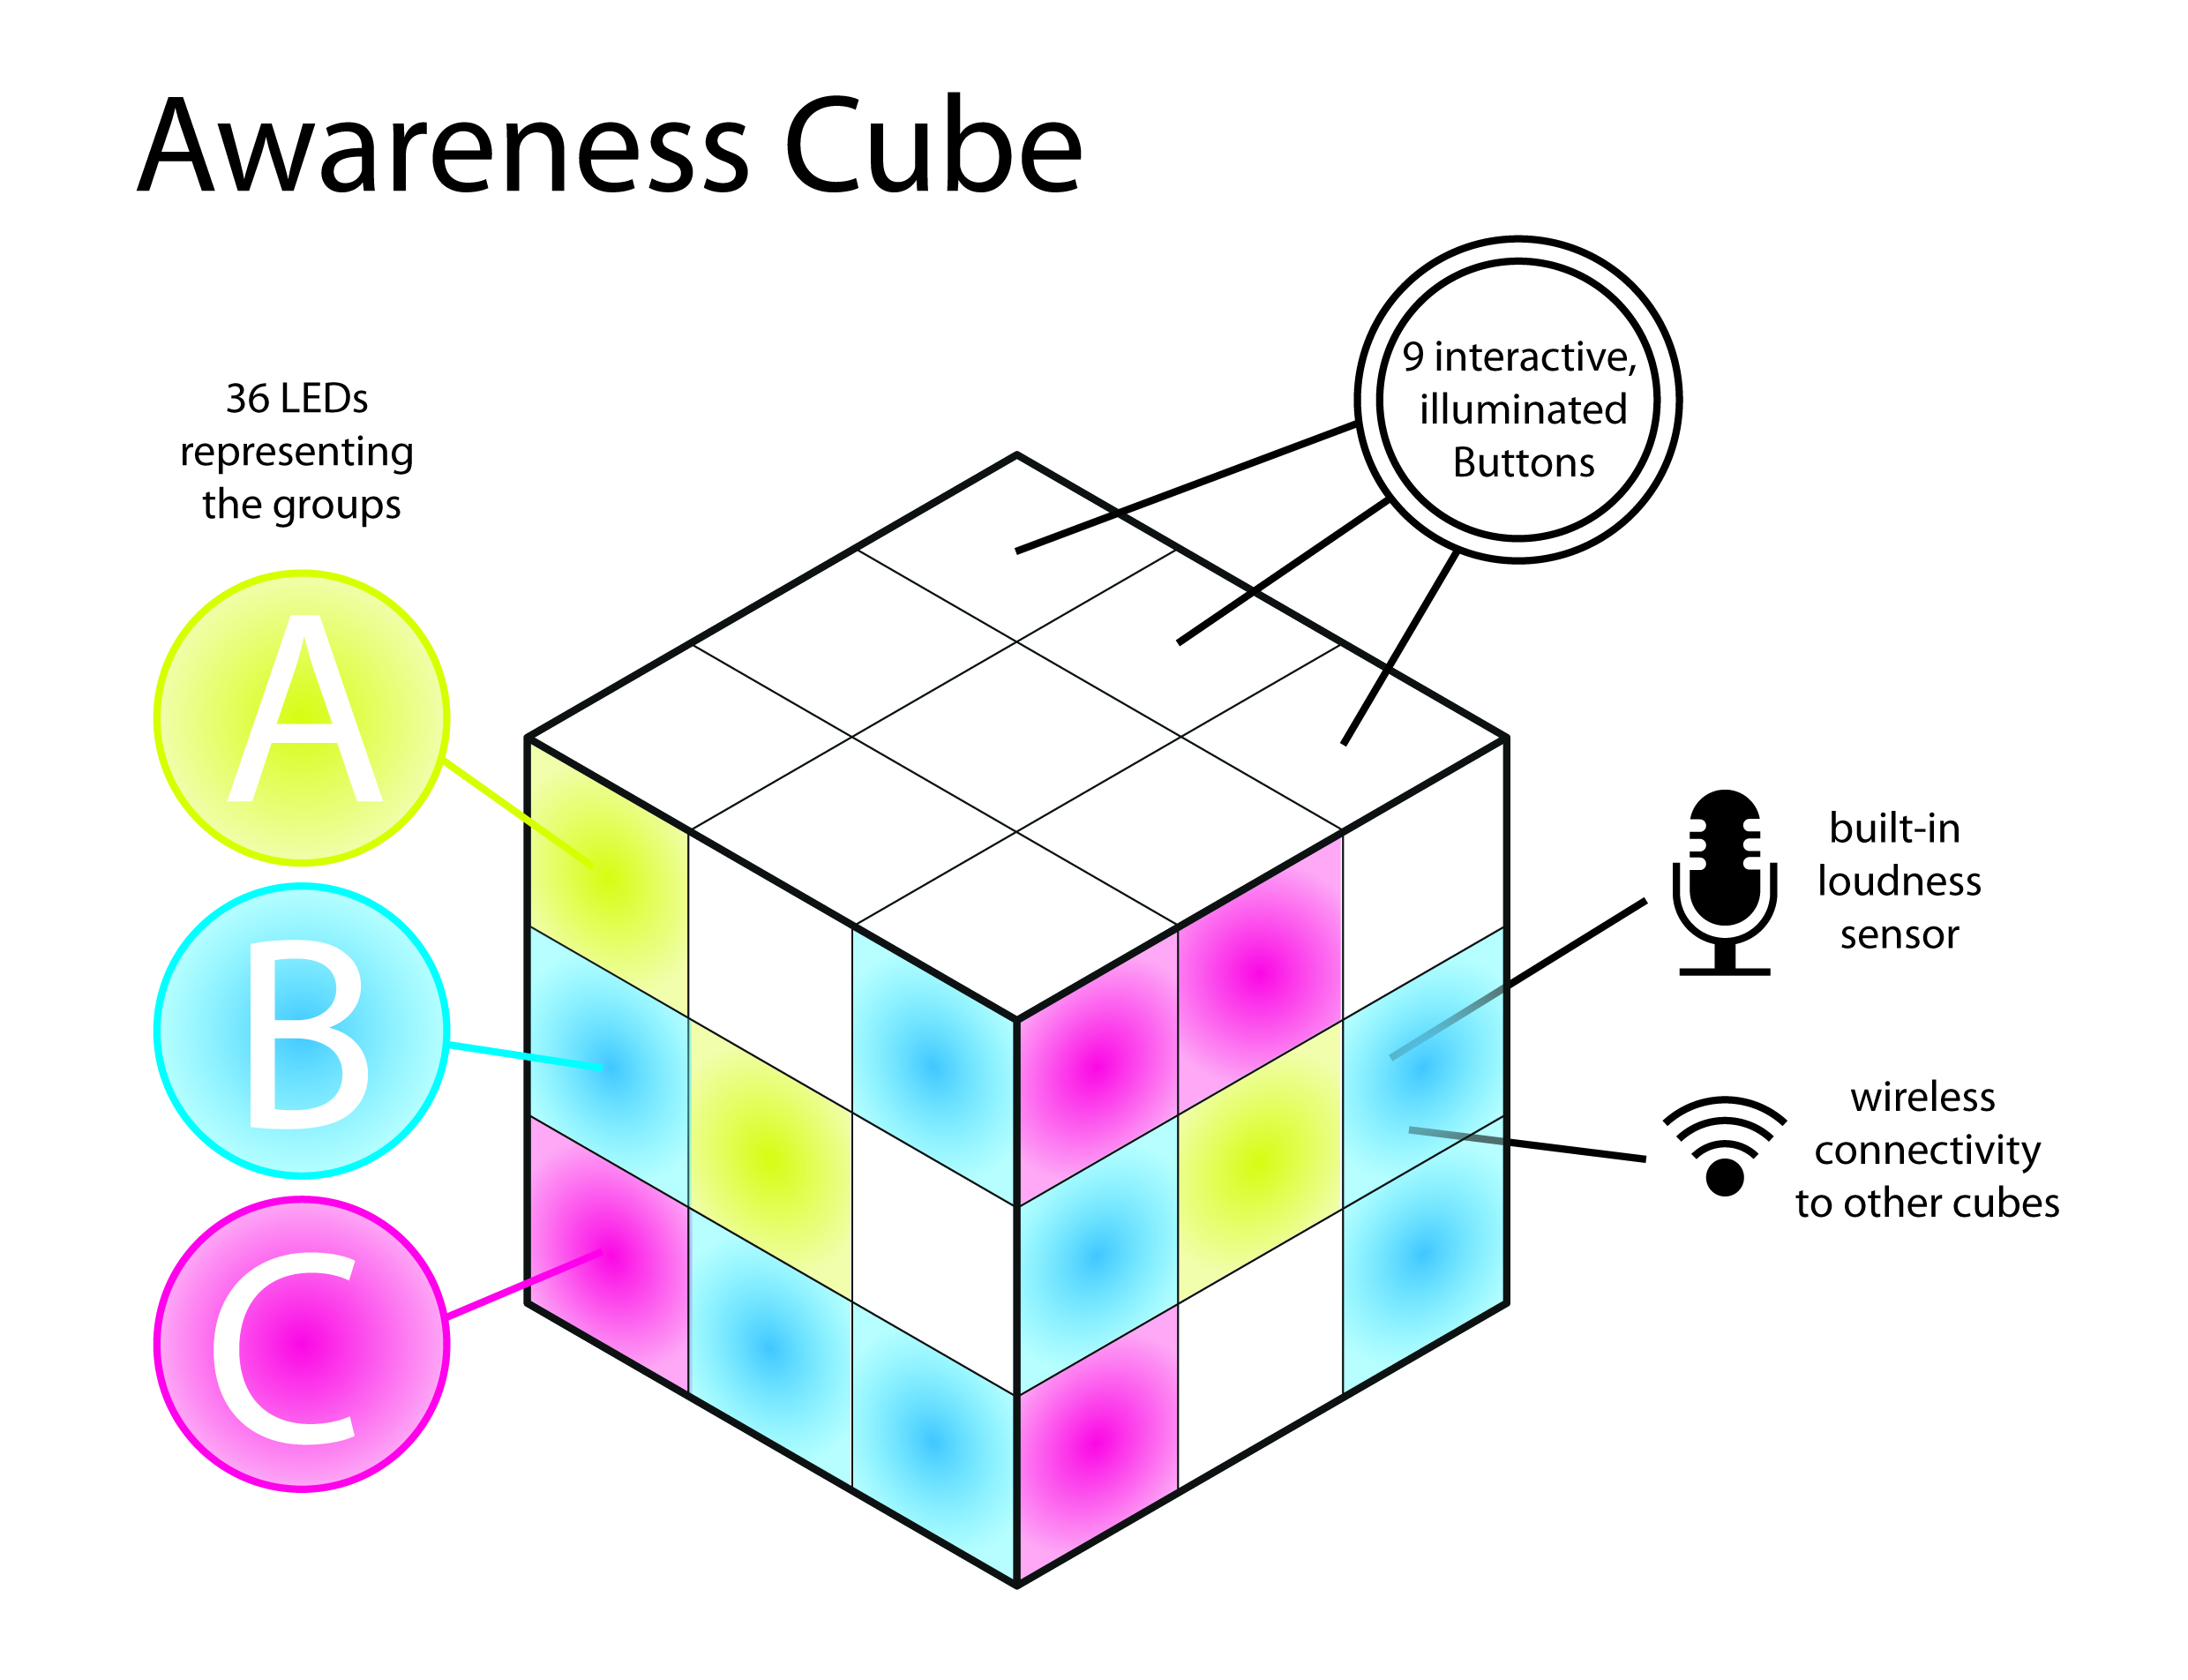 Awareness Cube
36 LEDs
representing
the groups
A
B
C
9 interactive,
illuminated
Buttons
built-in
loudness
sensor
wireless
connectivity
to other cubes